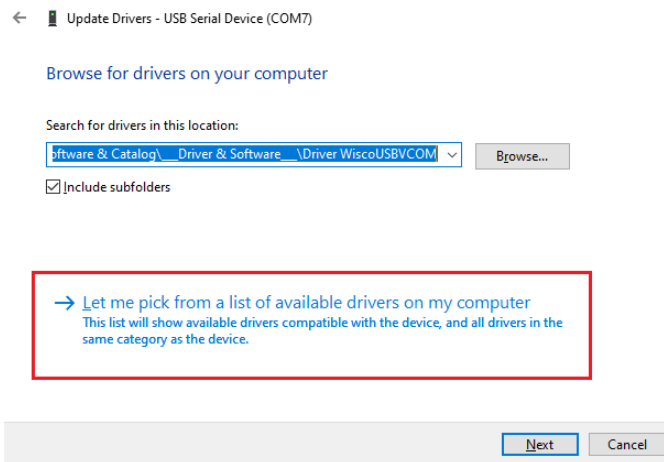 Update Drivers - USB Serial Device (COM7)
Browse for drivers on your computer
Search for drivers in this location:
oftware & Catalog\__Driver & Software__\Driver WiscoUSBVCOM
Browse...
Include subfolders
Let me pick from a list of available drivers on my computer
This list will show available drivers compatible with the device, and all drivers in the
same category as the device.
Next
Cancel